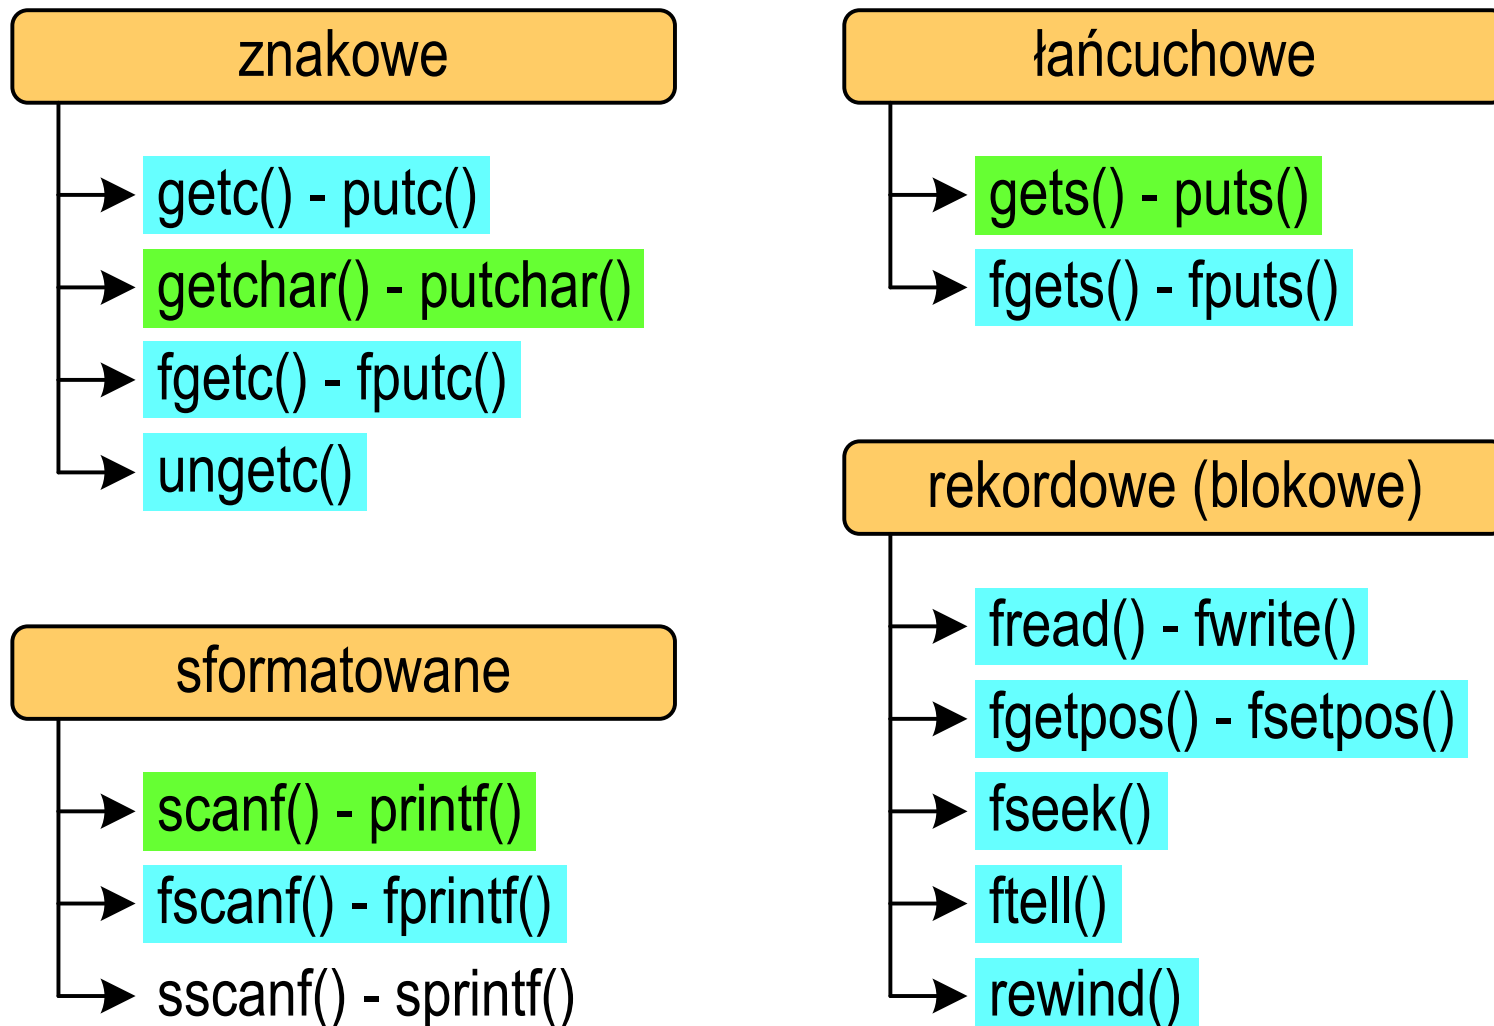 znakowe
getc() - putc()
getchar() - putchar()
fgetc() - fputc()
ungetc()
sformatowane
scanf() - printf()
fscanf() - fprintf()
sscanf() - sprintf()
łańcuchowe
gets() - puts()
fgets() - fputs()
rekordowe (blokowe)
fread() - fwrite()
fgetpos() - fsetpos()
fseek()
ftell()
rewind()